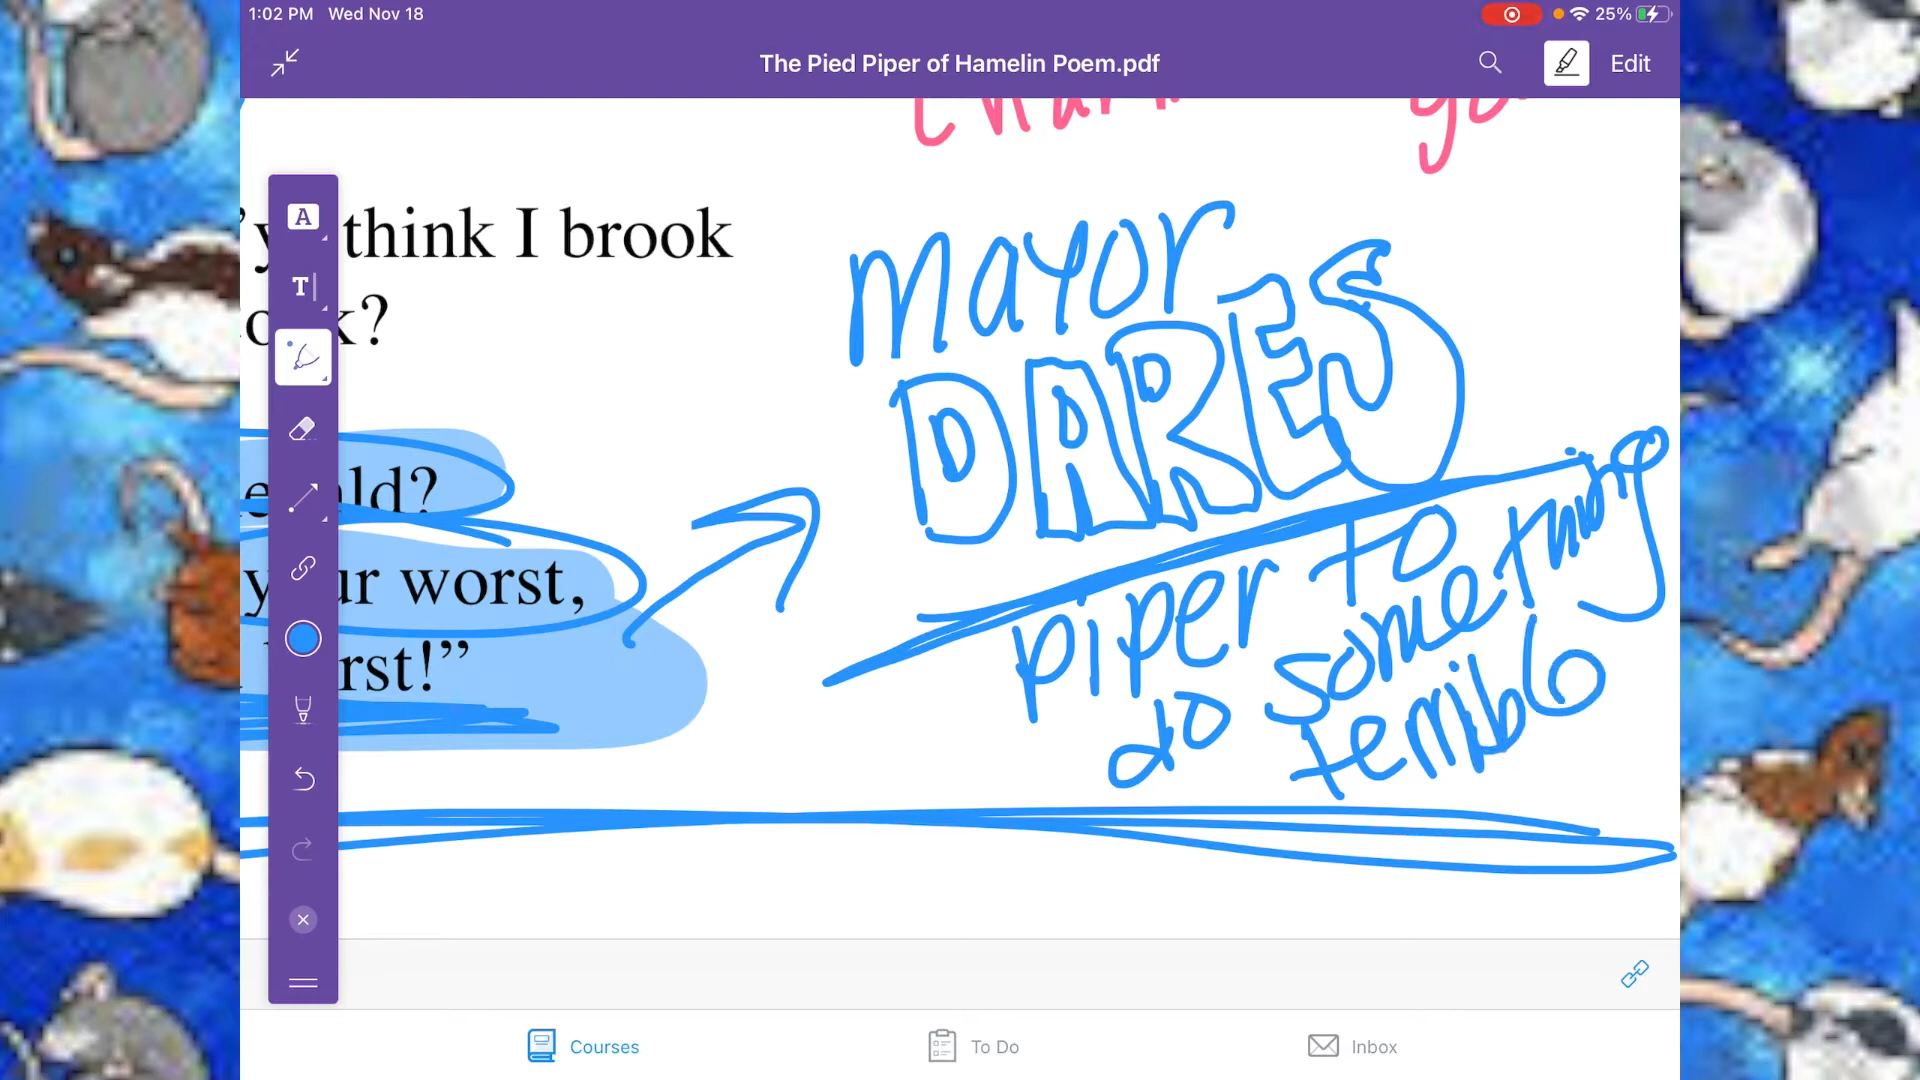 1:02 PM Wed Nov 18
25%
The Pied Piper of Hamelin Poem.pdf
Edit
think I brook
k?
ld?
ur worst,
rst!”
mayor
DARES
piper to
do something
terrible
A
T
Courses
To Do
Inbox